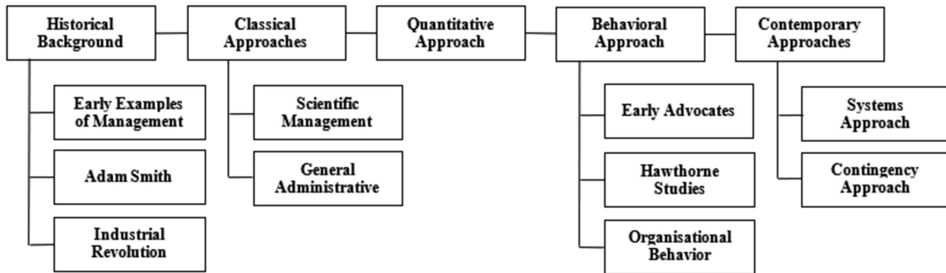 Historical
Background
Classical
Approaches
Quantitative
Approach
Behavioral
Approach
Contemporary
Approaches
Early Examples
of Management
Adam Smith
Industrial
Revolution
Scientific
Management
General
Administrative
Early Advocates
Hawthorne
Studies
Organisational
Behavior
Systems
Approach
Contingency
Approach